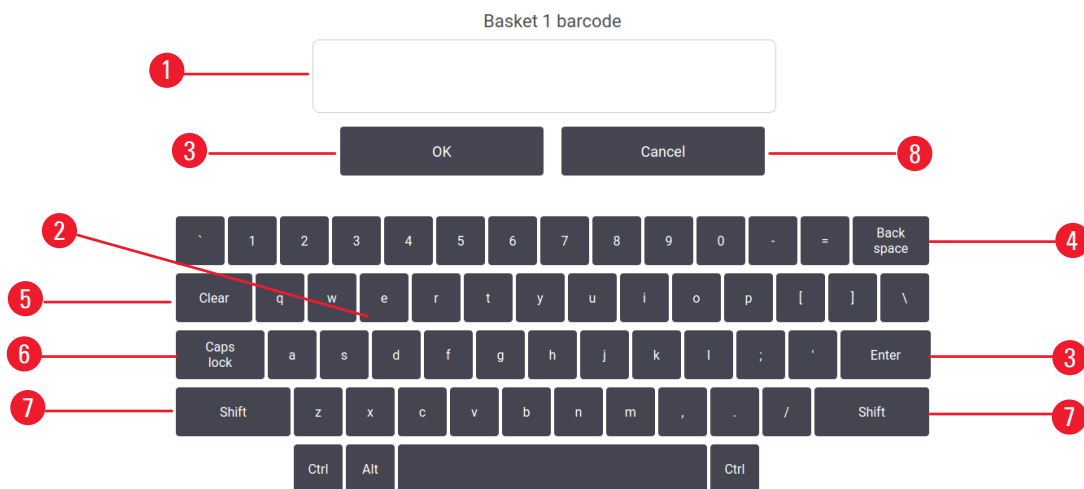 Basket 1 barcode
1
3 OK Cancel 8
2
` 1 2 3 4 5 6 7 8 9 0 - = Back space 4
5 Clear q w e r t y u i o p [ ] \
6 Caps lock a s d f g h j k l ; ' Enter 3
7 Shift z x c v b n m , . / Shift 7
Ctrl Alt Ctrl